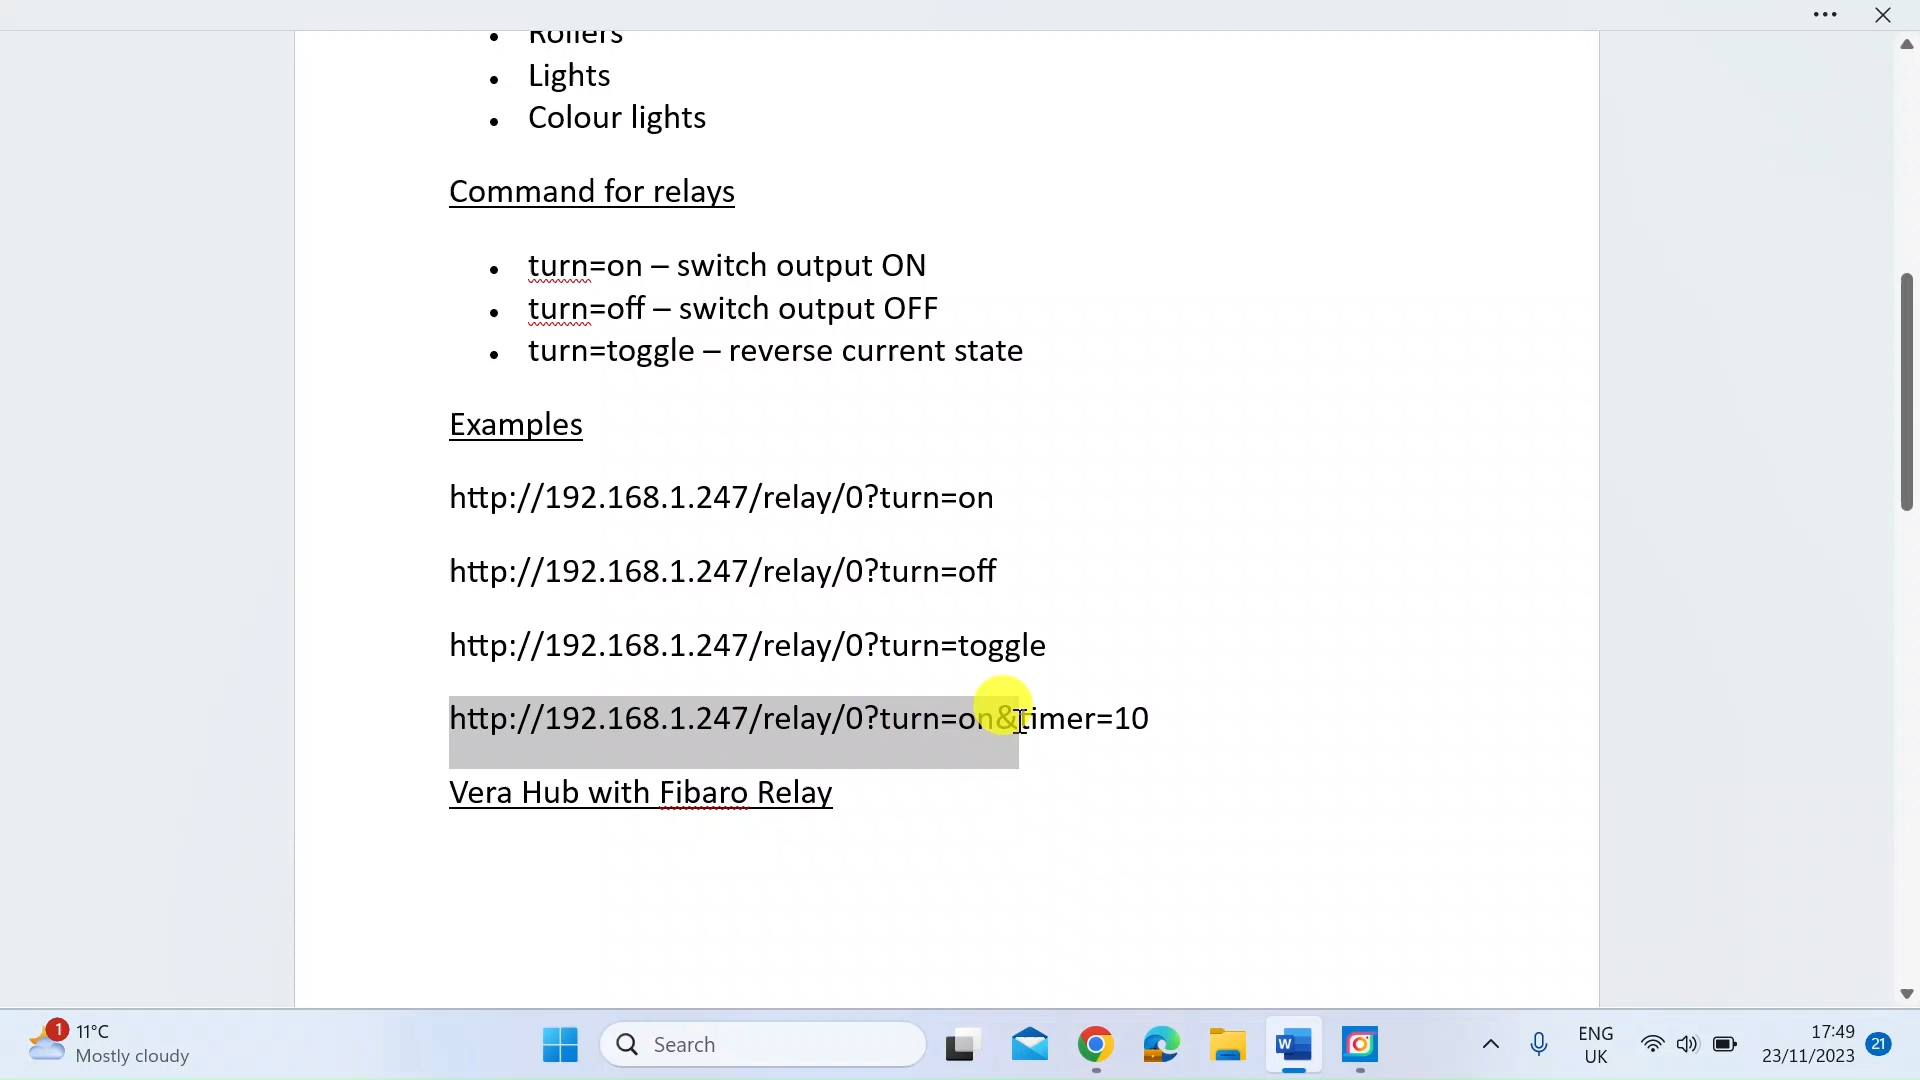 Rollers
Lights
Colour lights
Command for relays
turn=on – switch output ON
turn=off – switch output OFF
turn=toggle – reverse current state
Examples
http://192.168.1.247/relay/0?turn=on
http://192.168.1.247/relay/0?turn=off
http://192.168.1.247/relay/0?turn=toggle
http://192.168.1.247/relay/0?turn=on&timer=10
Vera Hub with Fibaro Relay
1
11°C
Mostly cloudy
Search
W
ENG
UK
17:49
23/11/2023
21